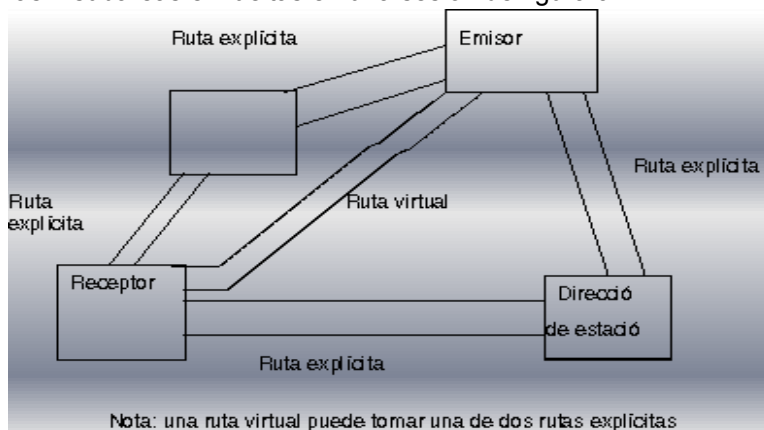 Ruta explícita
Emisor
Ruta explícita
Ruta
explícita
Ruta virtual
Receptor
Direcció
de estació
Ruta explícita
Nota: una ruta virtual puede tomar una de dos rutas explícitas